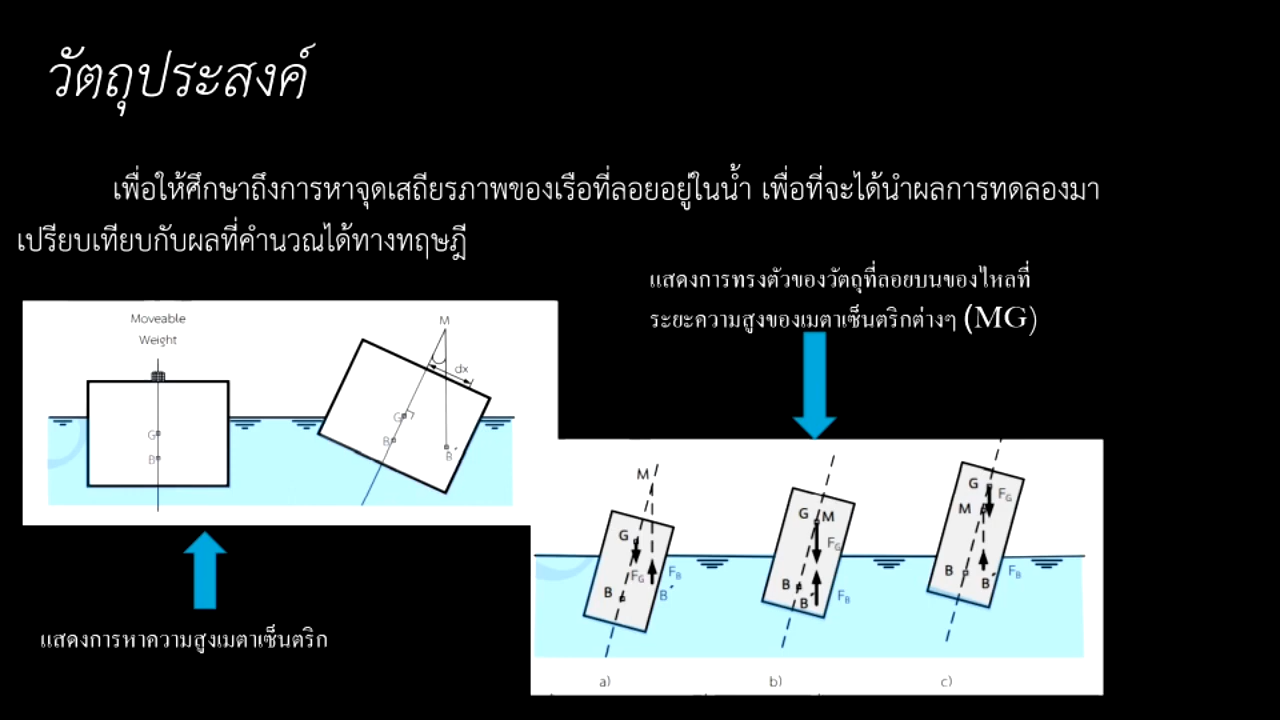 วัตถุประสงค์
เพื่อให้ศึกษาถึงการหาจุดเสถียรภาพของเรือที่ลอยอยู่ในน้ำ เพื่อที่จะได้นำผลการทดลองมา
เปรียบเทียบกับผลที่คำนวณได้ทางทฤษฎี
แสดงการทรงตัวของวัตถุที่ลอยบนของไหลที่
ระยะความสูงของเมตาเซ็นตริกต่างๆ (MG)
Moveable
Weight
M
dx
G
G
B
B
B´
แสดงการหาความสูงเมตาเซ็นตริก
M
G
FG
FB
B
B´
a)
G M
FG
B
B´
FB
b)
G
FG
M
B
B´
FB
c)